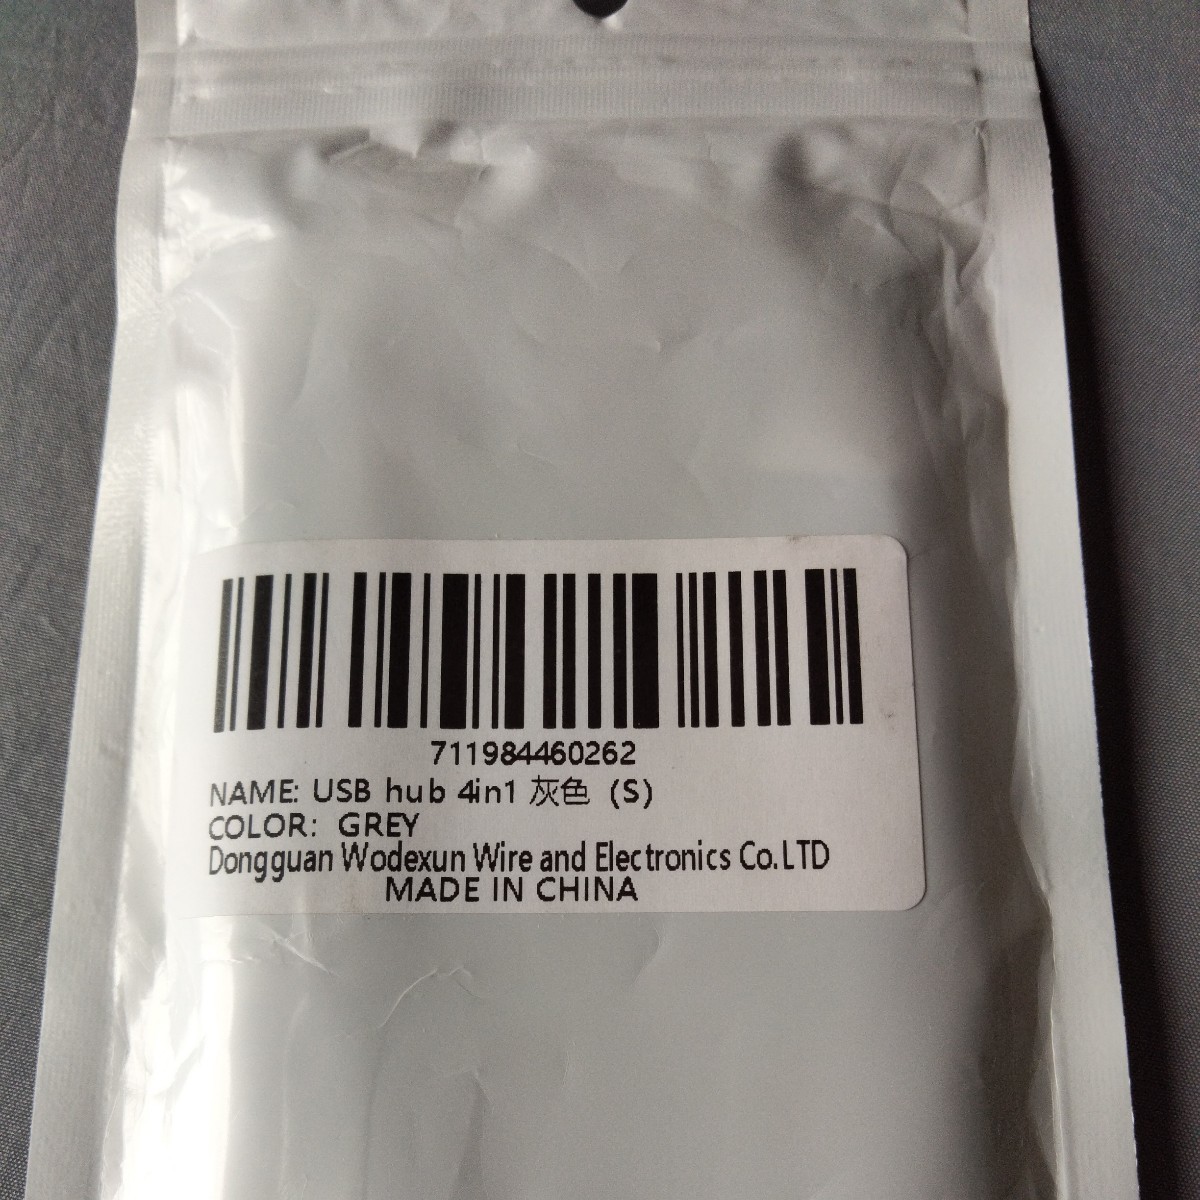 711984460262
NAME: USB hub 4in1 灰色 (S)
COLOR: GREY
Dongguan Wodexun Wire and Electronics Co.LTD
MADE IN CHINA